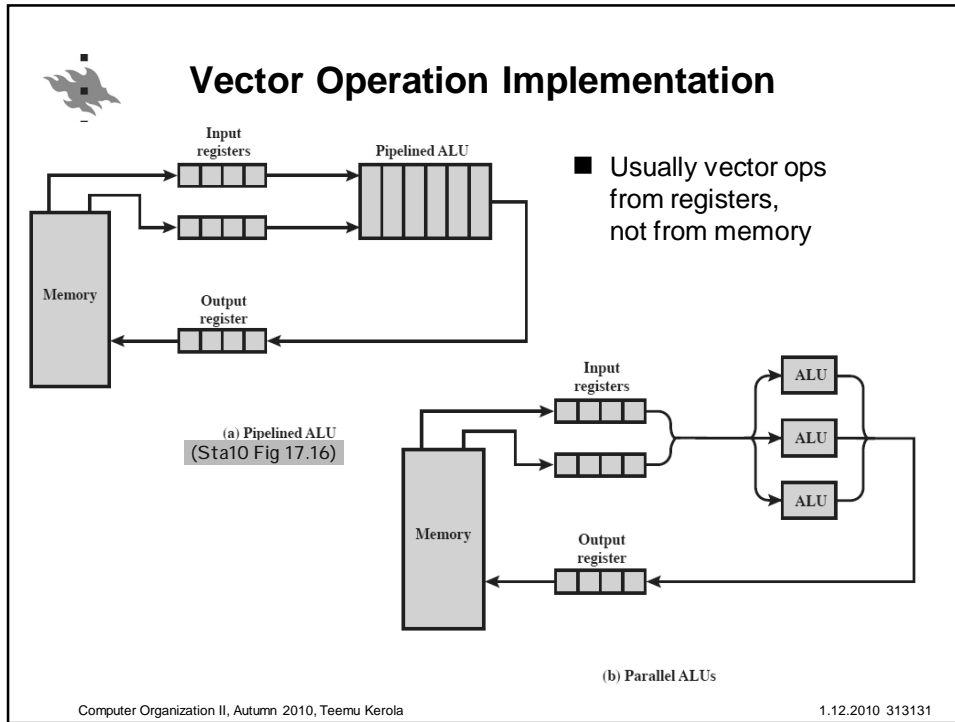 Vector Operation Implementation
Input
registers
Pipelined ALU
Memory
Output
register
(a) Pipelined ALU
(Sta10 Fig 17.16)
■ Usually vector ops
from registers,
not from memory
Input
registers
ALU
ALU
ALU
Memory
Output
register
(b) Parallel ALUs
Computer Organization II, Autumn 2010, Teemu Kerola
1.12.2010 313131